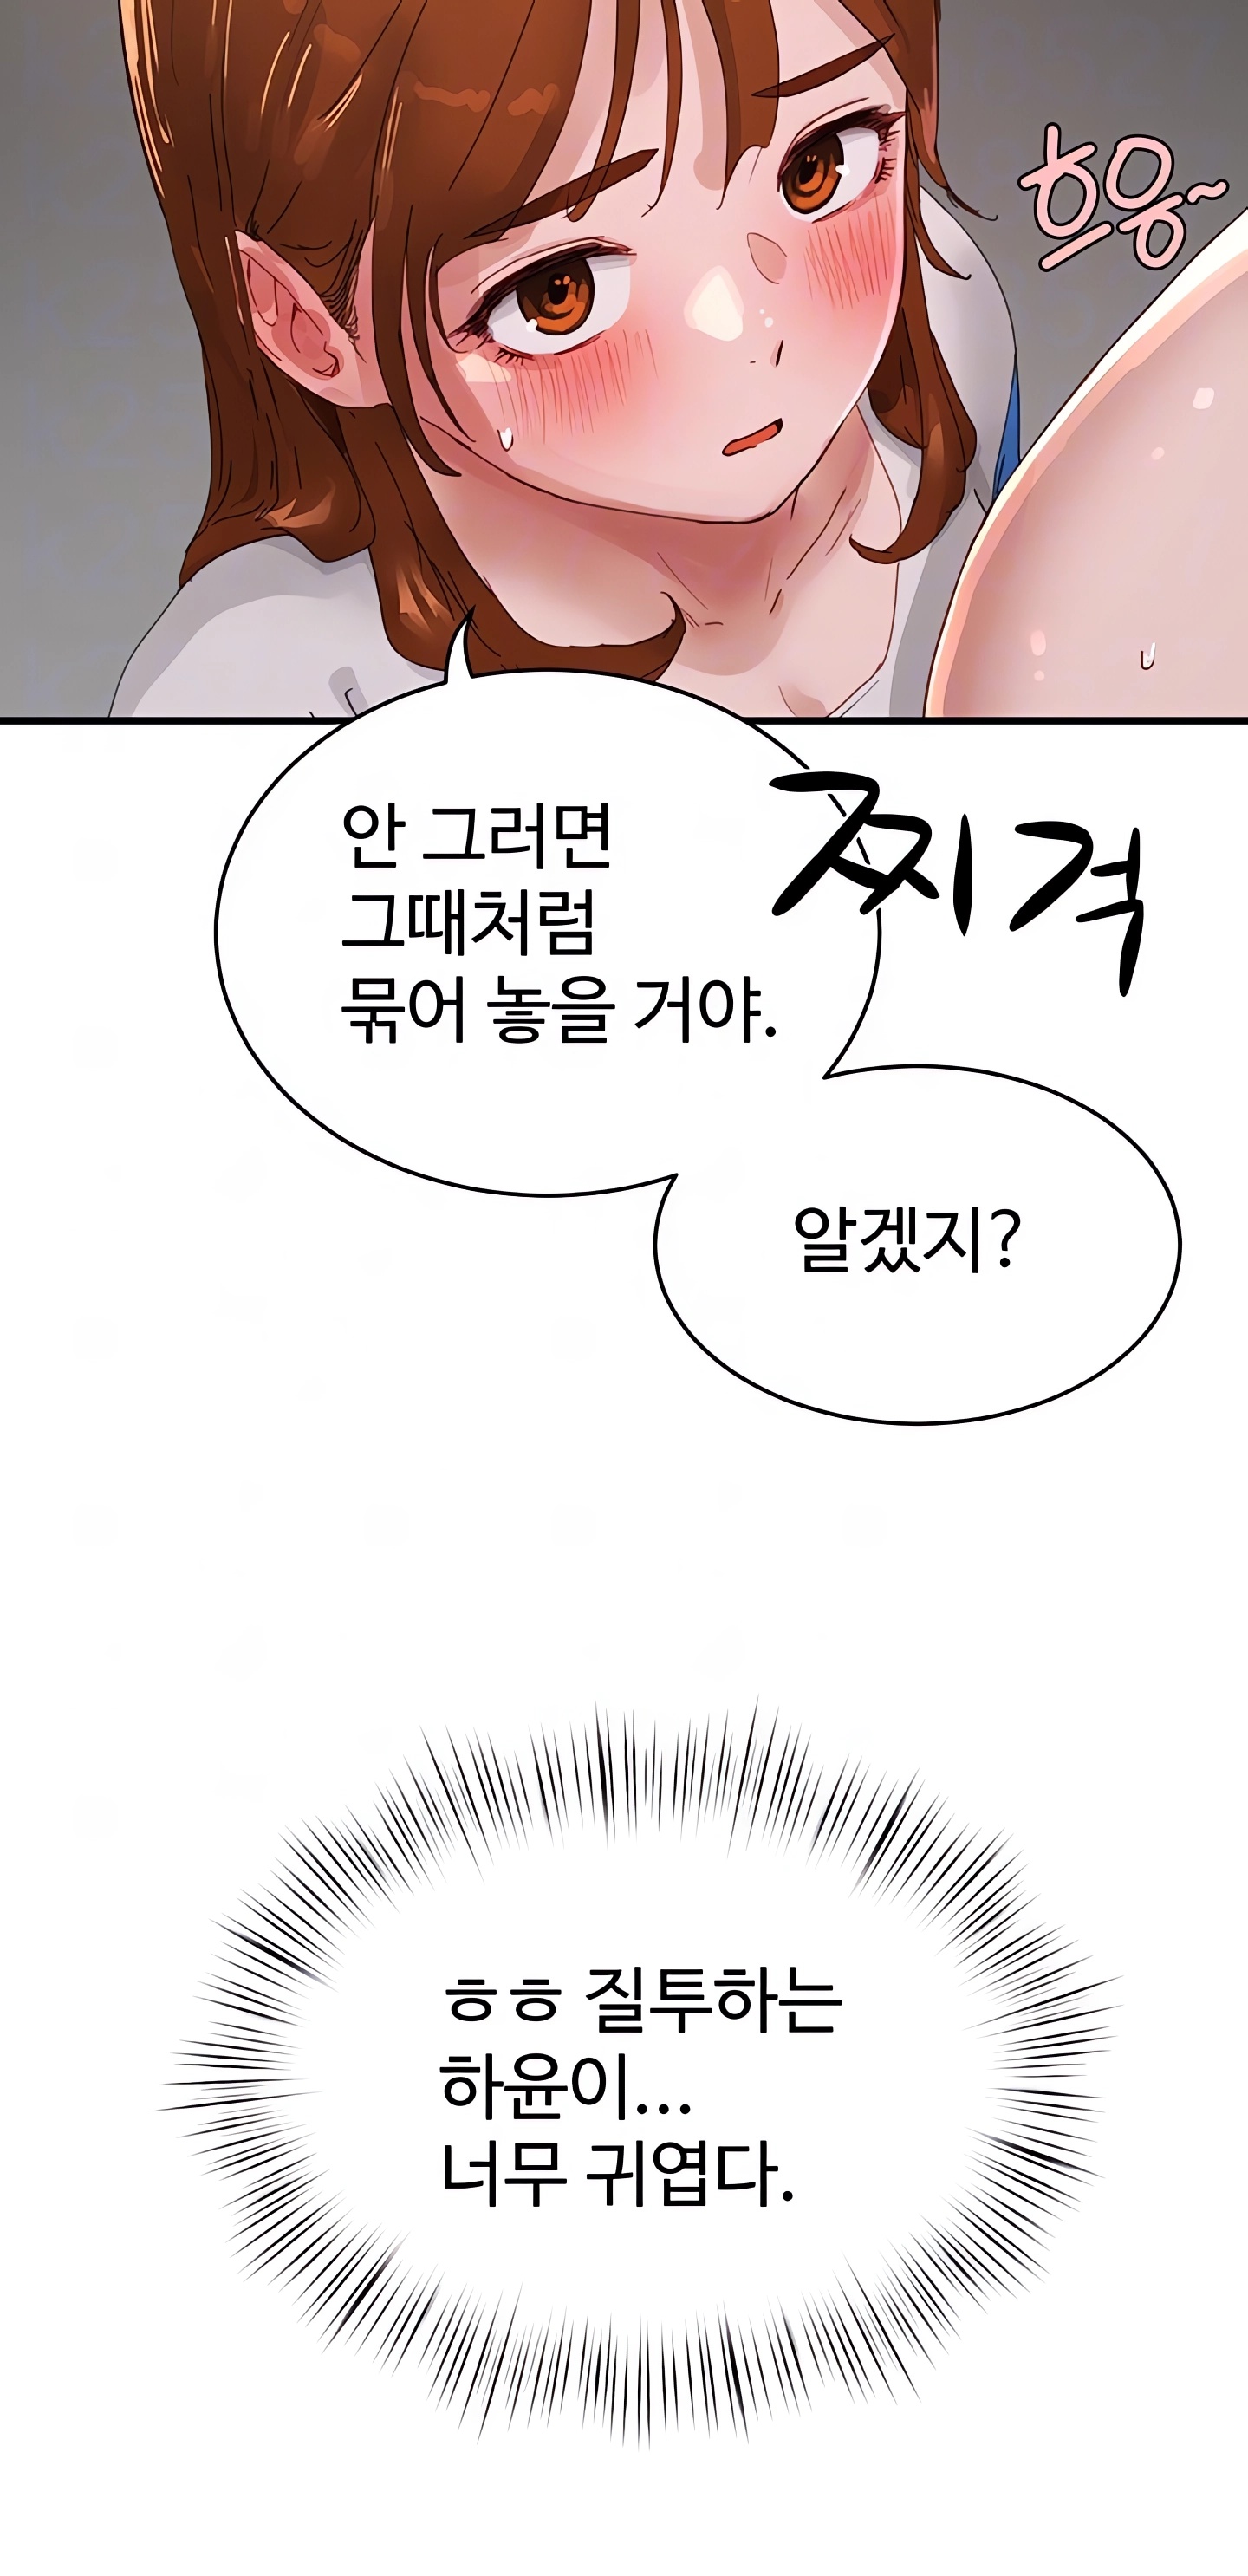 흐응~
안 그러면
그때처럼
묶어 놓을 거야.
찌걱
알겠지?
ㅎㅎ 질투하는
하윤이...
너무 귀엽다.